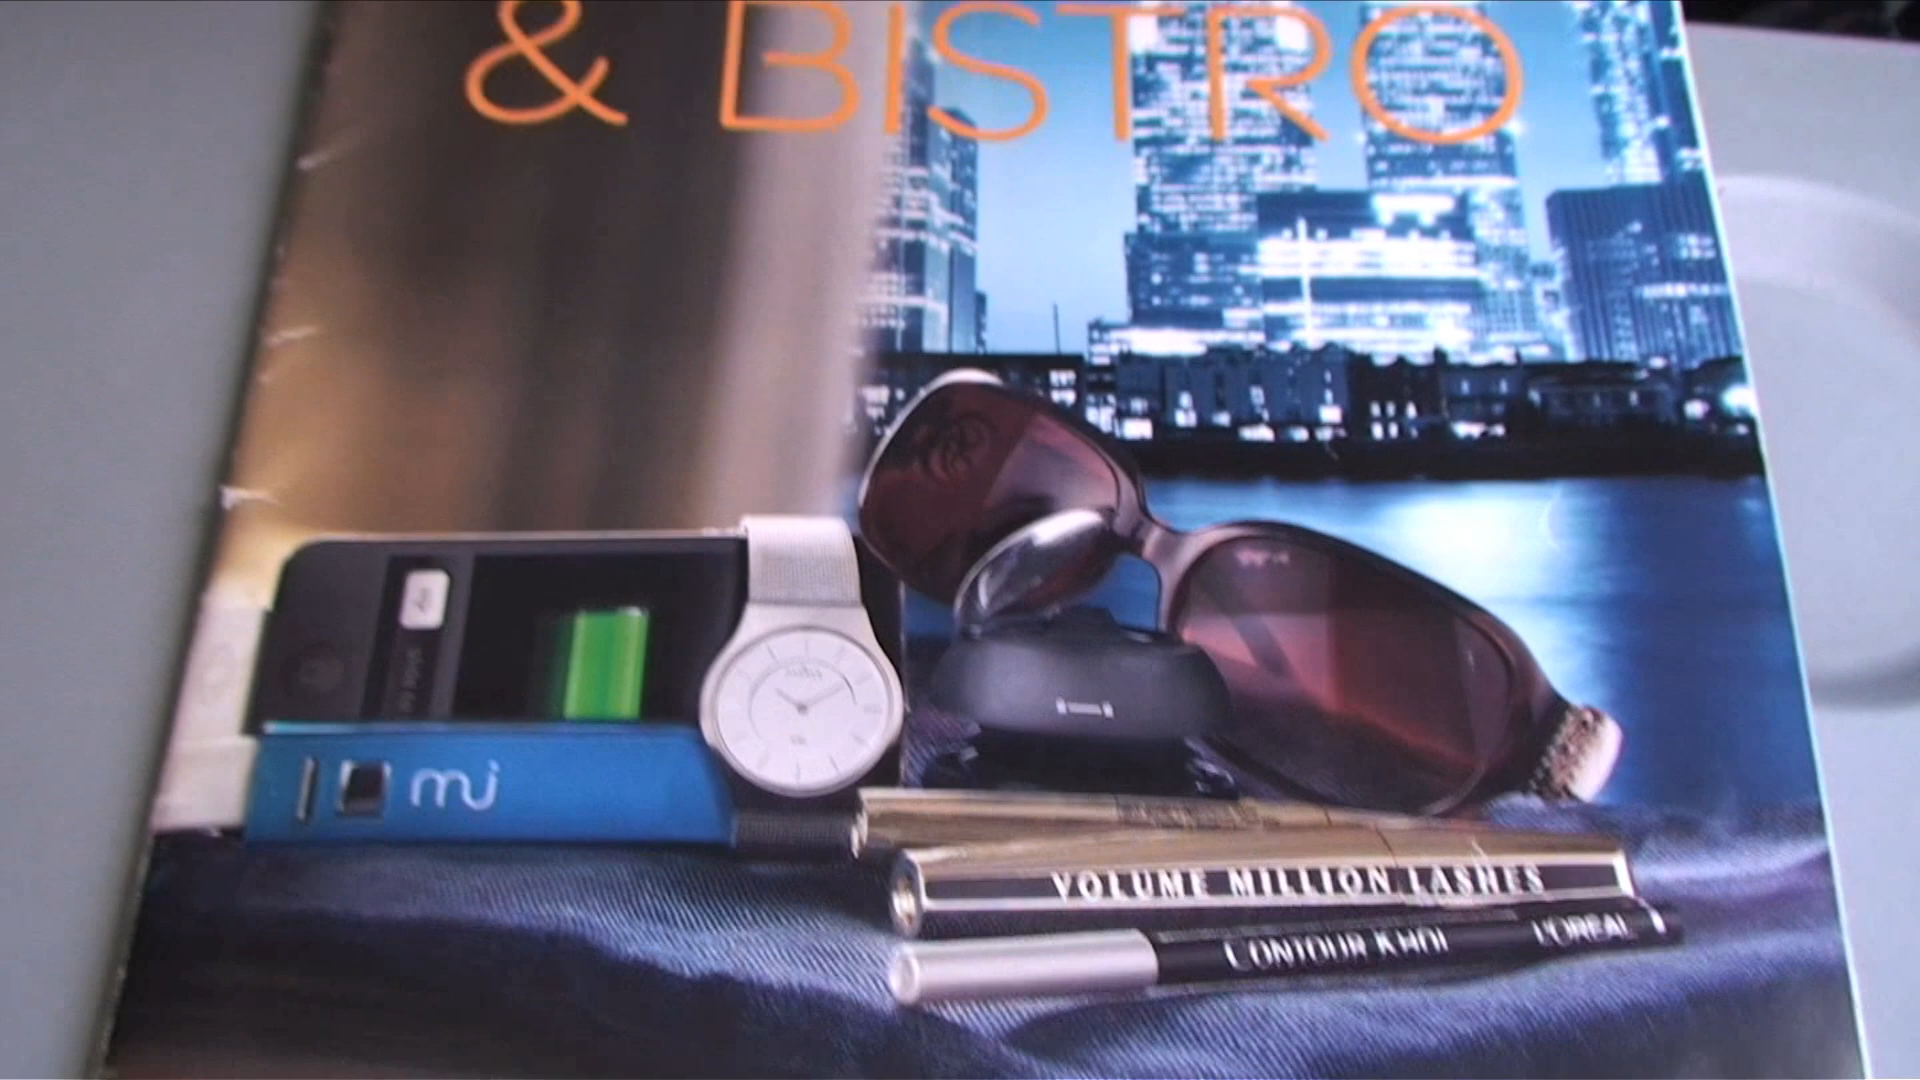 & BISTRO
mi
VOLUME MILLION LASHES
CONTOUR KHOL
L'OREAL